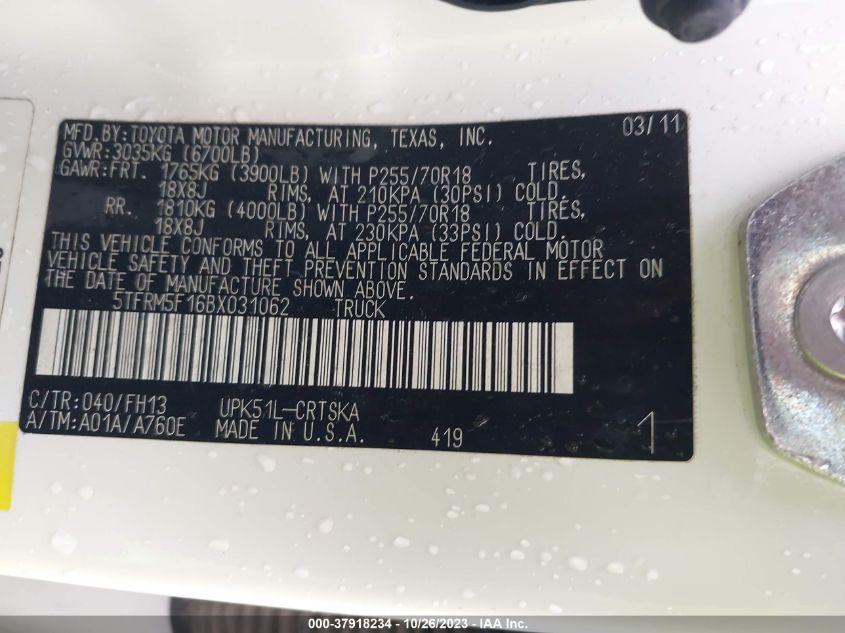 MFD.BY:TOYOTA MOTOR MANUFACTURING, TEXAS, INC. 03/11
GVWR:3035KG (6700LB)
GAWR:FRT. 1765KG (3900LB) WITH P255/70R18 TIRES,
18X8J RIMS, AT 210KPA (30PSI) COLD.
RR. 1810KG (4000LB) WITH P255/70R18 TIRES,
18X8J RIMS, AT 230KPA (33PSI) COLD.
THIS VEHICLE CONFORMS TO ALL APPLICABLE FEDERAL MOTOR
VEHICLE SAFETY AND THEFT PREVENTION STANDARDS IN EFFECT ON
THE DATE OF MANUFACTURE SHOWN ABOVE.
5TFRM5F16BX031062 TRUCK
C/TR:040/FH13 UPK51L-CRTSKA
A/TM:A01A/A760E MADE IN U.S.A. 419 1
000-37918234 - 10/26/2023 - IAA Inc.